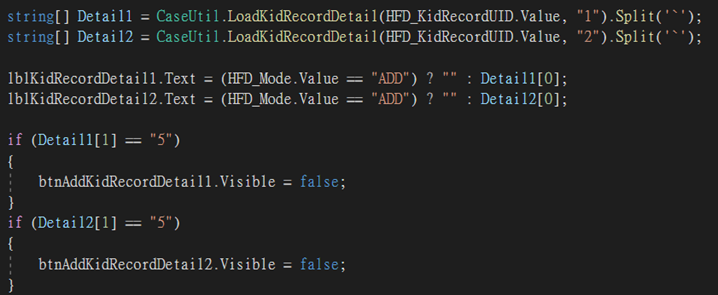 string[] Detail1 = CaseUtil.LoadKidRecordDetail(HFD_KidRecordUID.Value, "1").Split('`');
string[] Detail2 = CaseUtil.LoadKidRecordDetail(HFD_KidRecordUID.Value, "2").Split('`');
lblKidRecordDetail1.Text = (HFD_Mode.Value == "ADD") ? "" : Detail1[0];
lblKidRecordDetail2.Text = (HFD_Mode.Value == "ADD") ? "" : Detail2[0];
if (Detail1[1] == "5")
{
btnAddKidRecordDetail1.Visible = false;
}
if (Detail2[1] == "5")
{
btnAddKidRecordDetail2.Visible = false;
}